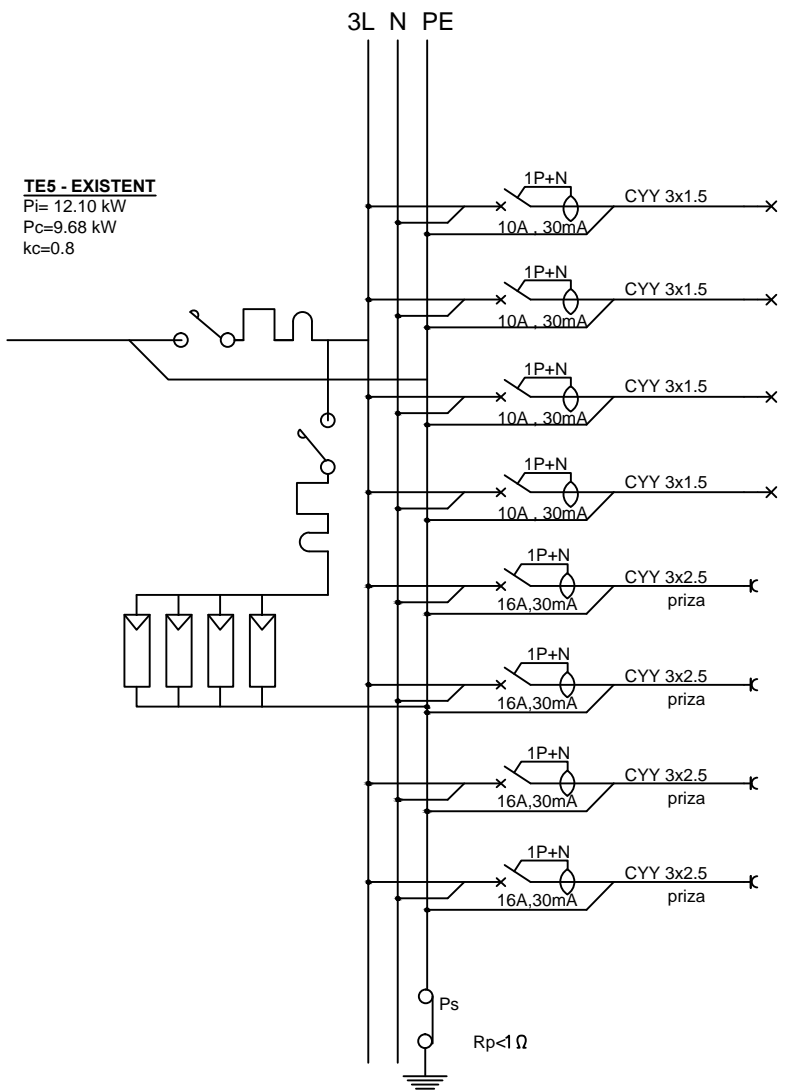 3L N PE
TE5 - EXISTENT
Pi= 12.10 kW
Pc=9.68 kW
kc=0.8
1P+N
CYY 3x1.5
10A , 30mA
1P+N
CYY 3x1.5
10A , 30mA
1P+N
CYY 3x1.5
10A , 30mA
1P+N
CYY 3x1.5
10A , 30mA
1P+N
CYY 3x2.5
16A,30mA
priza
1P+N
CYY 3x2.5
16A,30mA
priza
1P+N
CYY 3x2.5
16A,30mA
priza
1P+N
CYY 3x2.5
16A,30mA
priza
Ps
Rp<1Ω